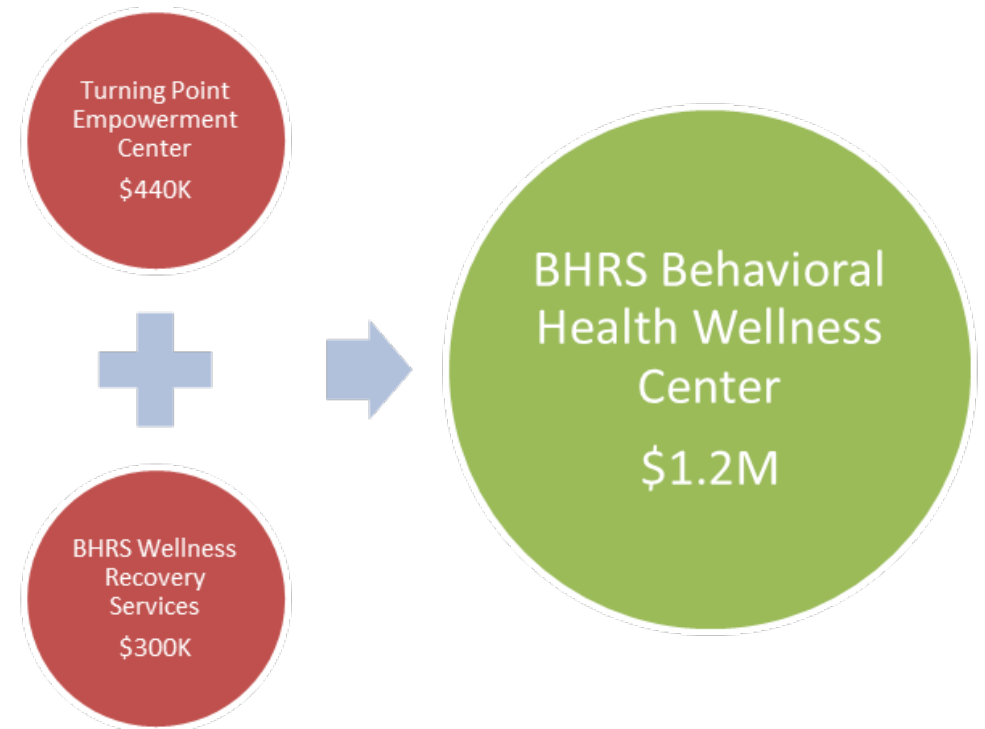 Turning Point
Empowerment
Center
$440K
BHRS Wellness
Recovery
Services
$300K
BHRS Behavioral
Health Wellness
Center
$1.2M